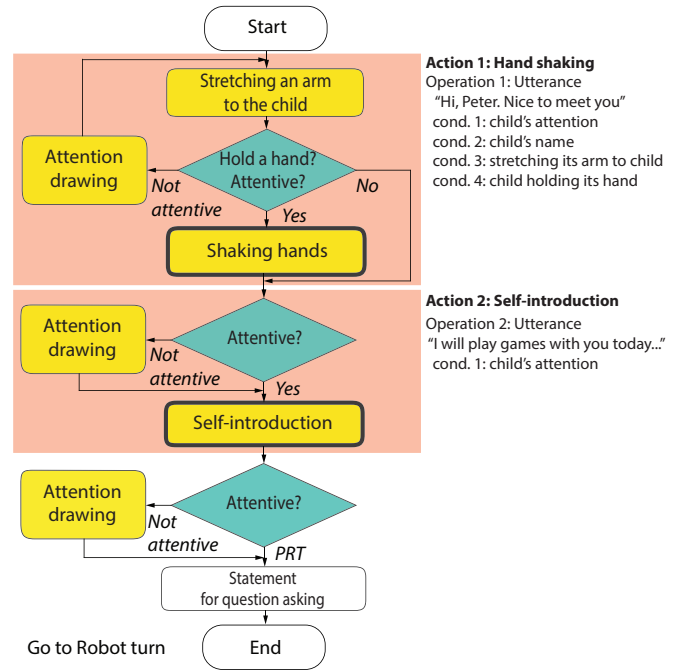 Start
Action 1: Hand shaking
Operation 1: Utterance
“Hi, Peter. Nice to meet you”
cond. 1: child’s attention
cond. 2: child’s name
cond. 3: stretching its arm to child
cond. 4: child holding its hand
Stretching an arm
to the child
Attention
drawing
Hold a hand?
Attentive?
Not
attentive
No
Yes
Shaking hands
Action 2: Self-introduction
Operation 2: Utterance
“I will play games with you today...”
cond. 1: child’s attention
Attention
drawing
Attentive?
Not
attentive
Yes
Self-introduction
Attention
drawing
Attentive?
Not
attentive
PRT
Statement
for question asking
Go to Robot turn
End